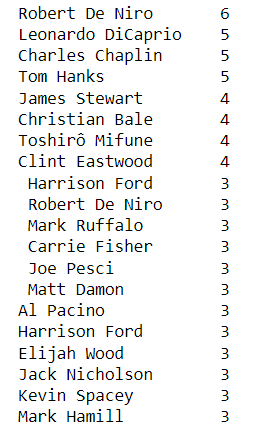 Robert De Niro 6
Leonardo DiCaprio 5
Charles Chaplin 5
Tom Hanks 5
James Stewart 4
Christian Bale 4
Toshirô Mifune 4
Clint Eastwood 4
Harrison Ford 3
Robert De Niro 3
Mark Ruffalo 3
Carrie Fisher 3
Joe Pesci 3
Matt Damon 3
Al Pacino 3
Harrison Ford 3
Elijah Wood 3
Jack Nicholson 3
Kevin Spacey 3
Mark Hamill 3